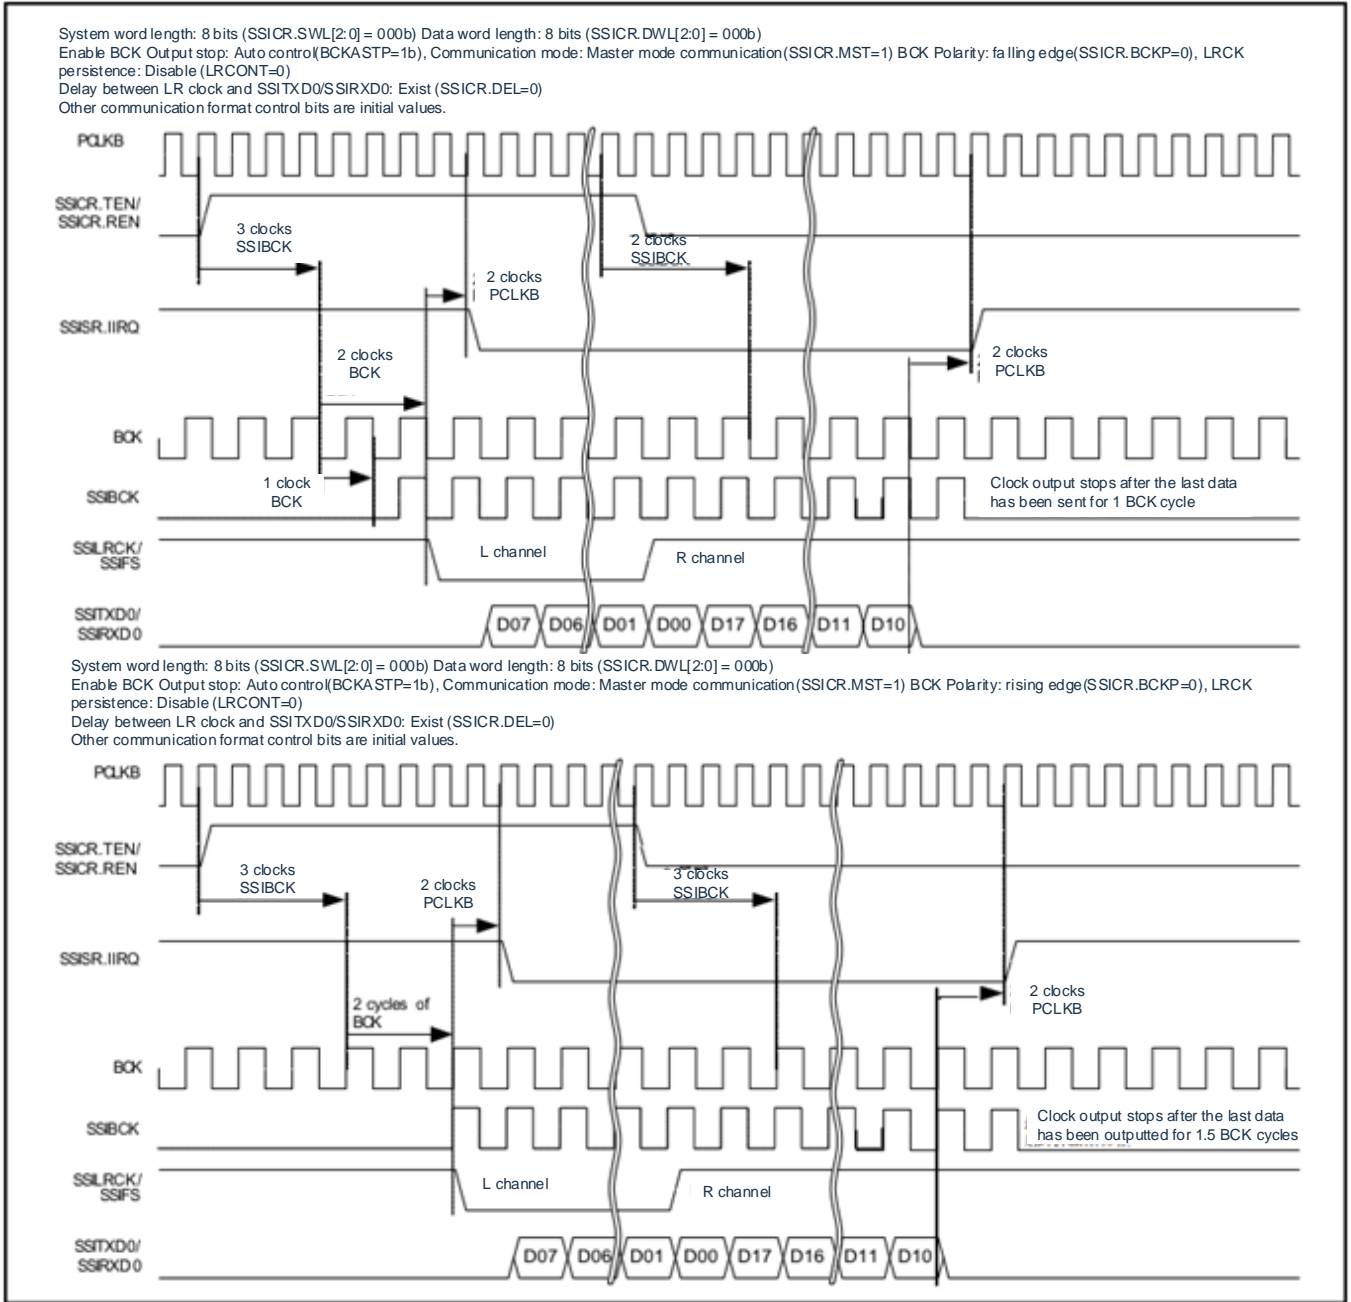 System word length: 8 bits (SSICR.SWL[2:0] = 000b) Data word length: 8 bits (SSICR.DWL[2:0] = 000b)
Enable BCK Output stop: Auto control(BCKASTP=1b), Communication mode: Master mode communication(SSICR.MST=1) BCK Polarity: falling edge(SSICR.BCKP=0), LRCK
persistence: Disable (LRCONT=0)
Delay between LR clock and SSITXD0/SSIRXD0: Exist (SSICR.DEL=0)
Other communication format control bits are initial values.
PCLKB
SSICR.TEN/
SSICR.REN
3 clocks
SSIBCK
2 clocks
SSIBCK
2 clocks
PCLKB
SSISR.IIRQ
2 clocks
BCK
2 clocks
PCLKB
BCK
1 clock
BCK
SSIBCK
Clock output stops after the last data
has been sent for 1 BCK cycle
SSILRCK/
SSIFS
L channel
R channel
SSITXD0/
SSIRXD0
D07 D06 D01 D00 D17 D16 D11 D10
System word length: 8 bits (SSICR.SWL[2:0] = 000b) Data word length: 8 bits (SSICR.DWL[2:0] = 000b)
Enable BCK Output stop: Auto control(BCKASTP=1b), Communication mode: Master mode communication(SSICR.MST=1) BCK Polarity: rising edge(SSICR.BCKP=0), LRCK
persistence: Disable (LRCONT=0)
Delay between LR clock and SSITXD0/SSIRXD0: Exist (SSICR.DEL=0)
Other communication format control bits are initial values.
PCLKB
SSICR.TEN/
SSICR.REN
3 clocks
SSIBCK
2 clocks
PCLKB
3 clocks
SSIBCK
SSISR.IIRQ
2 cycles of
BCK
2 clocks
PCLKB
BCK
SSIBCK
Clock output stops after the last data
has been outputted for 1.5 BCK cycles
SSILRCK/
SSIFS
L channel
R channel
SSITXD0/
SSIRXD0
D07 D06 D01 D00 D17 D16 D11 D10